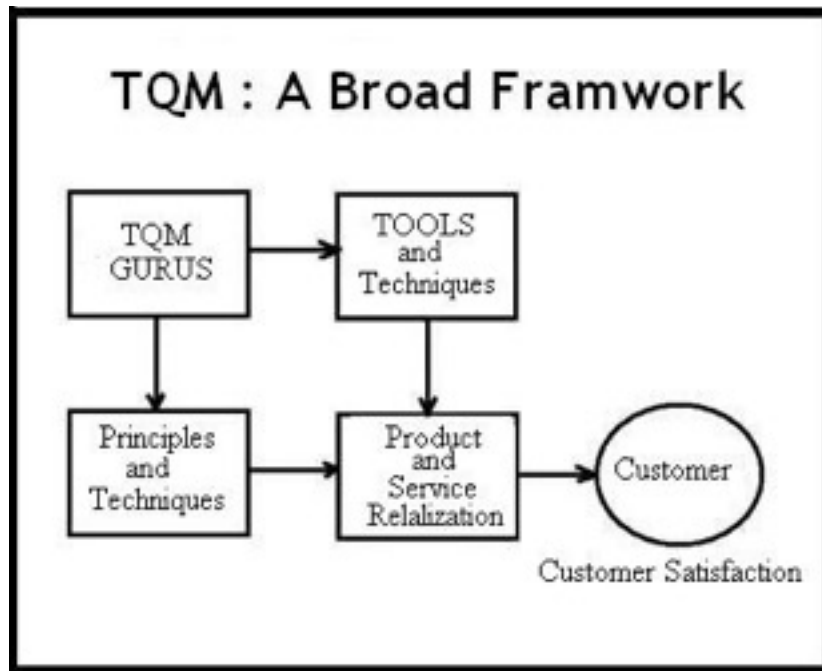 TQM : A Broad Framwork
TQM
GURUS
TOOLS
and
Techniques
Principles
and
Techniques
Product
and
Service
Relalization
Customer
Customer Satisfaction